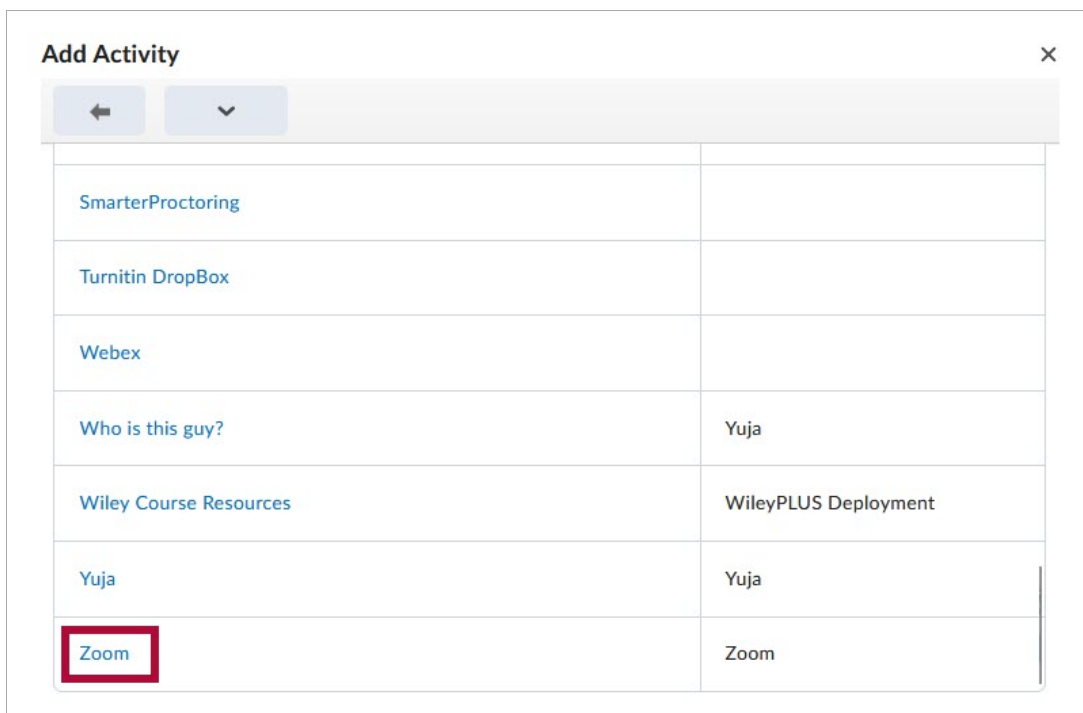 Add Activity
SmarterProctoring
Turnitin DropBox
Webex
Who is this guy? Yuja
Wiley Course Resources WileyPLUS Deployment
Yuja Yuja
Zoom Zoom